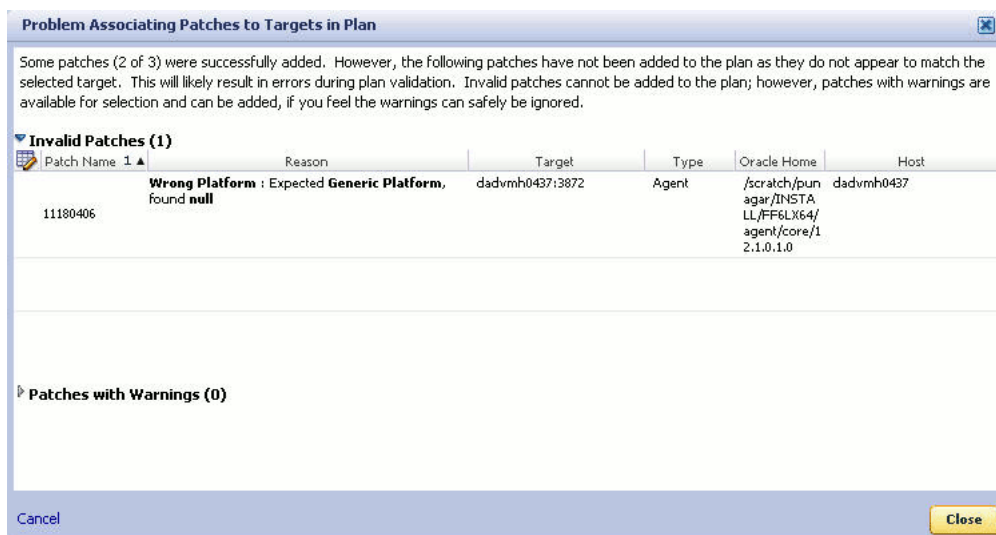 Problem Associating Patches to Targets in Plan
Some patches (2 of 3) were successfully added. However, the following patches have not been added to the plan as they do not appear to match the
selected target. This will likely result in errors during plan validation. Invalid patches cannot be added to the plan; however, patches with warnings are
available for selection and can be added, if you feel the warnings can safely be ignored.
Invalid Patches (1)
Patch Name 1 Reason Target Type Oracle Home Host
Wrong Platform : Expected Generic Platform, dadvmh0437:3872 Agent /scratch/pun dadvmh0437
found null agar/INSTA
11180406 LL/FF6LX64/
agent/core/1
2.1.0.1.0
Patches with Warnings (0)
Cancel Close